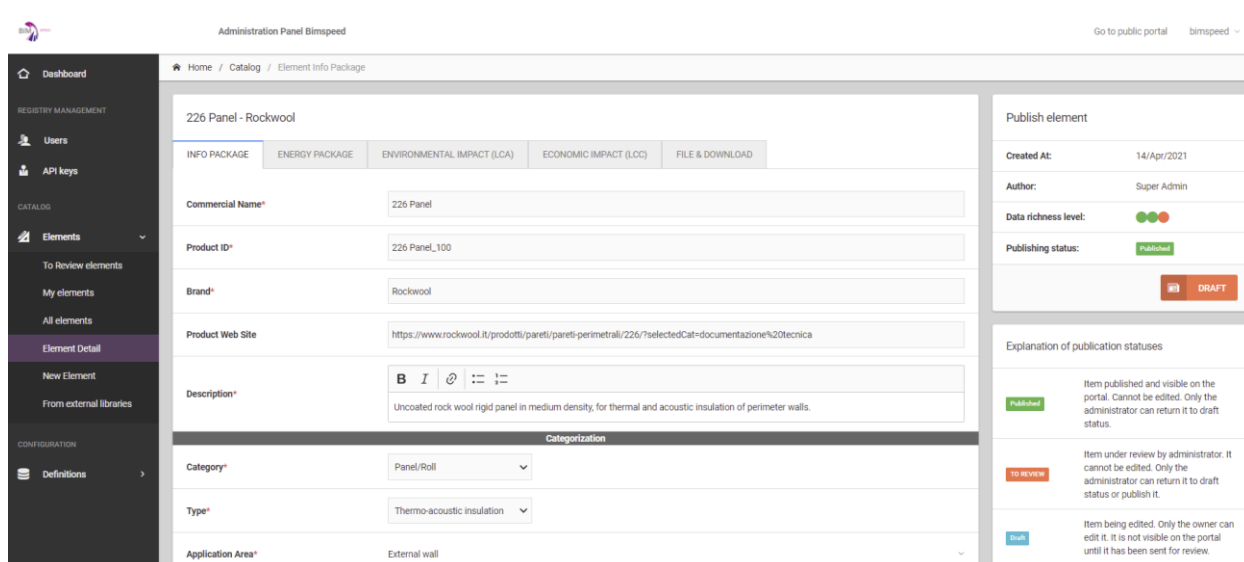 BIM
Administration Panel Bimspeed
Go to public portal
bimspeed
Dashboard
Home / Catalog / Element Info Package
REGISTRY MANAGEMENT
Users
API keys
CATALOG
Elements
To Review elements
My elements
All elements
Element Detail
New Element
From external libraries
CONFIGURATION
Definitions
226 Panel - Rockwool
INFO PACKAGE
ENERGY PACKAGE
ENVIRONMENTAL IMPACT (LCA)
ECONOMIC IMPACT (LCC)
FILE & DOWNLOAD
Commercial Name*
226 Panel
Product ID*
226 Panel_100
Brand*
Rockwool
Product Web Site
https://www.rockwool.it/prodotti/pareti/pareti-perimetrali/226/?selectedCat=documentazione%20tecnica
Description*
B I
Uncoated rock wool rigid panel in medium density, for thermal and acoustic insulation of perimeter walls.
Categorization
Category*
Panel/Roll
Type*
Thermo-acoustic insulation
Application Area*
External wall
Publish element
Created At:
14/Apr/2021
Author:
Super Admin
Data richness level:
Publishing status:
Published
DRAFT
Explanation of publication statuses
Published
Item published and visible on the
portal. Cannot be edited. Only the
administrator can return it to draft
status.
TO REVIEW
Item under review by administrator. It
cannot be edited. Only the
administrator can return it to draft
status or publish it.
Draft
Item being edited. Only the owner can
edit it. It is not visible on the portal
until it has been sent for review.